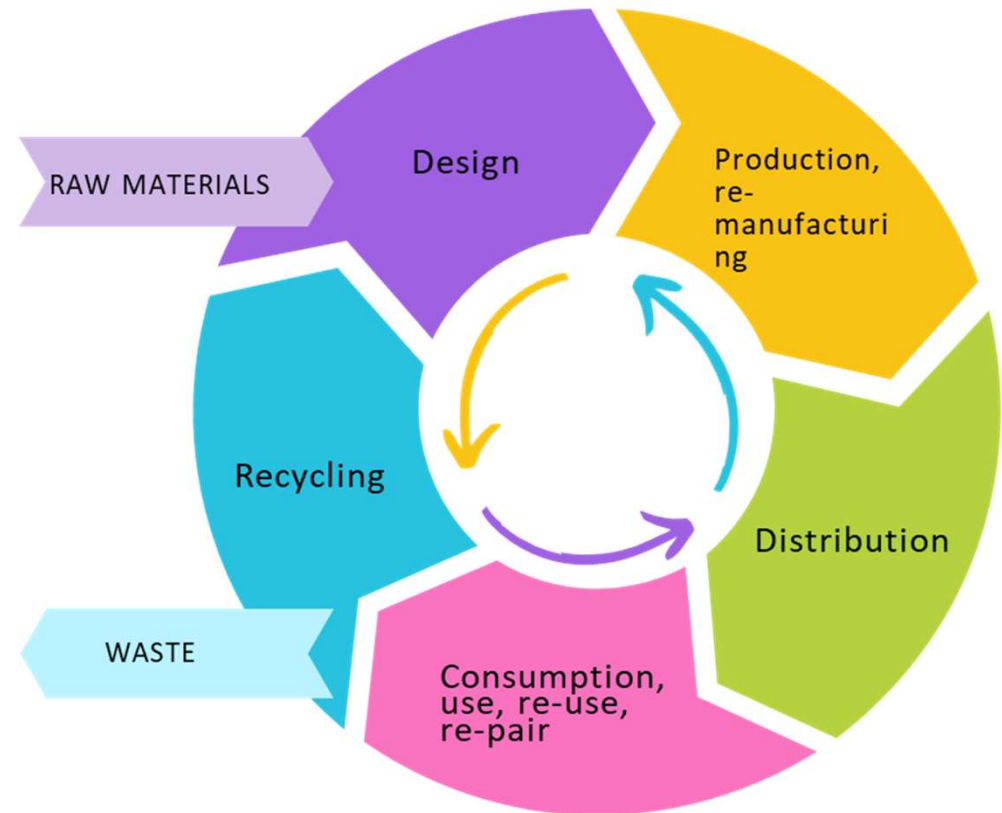 Design
Production,
re-
manufacturi
ng
RAW MATERIALS
Recycling
Distribution
WASTE
Consumption,
use, re-use,
re-pair